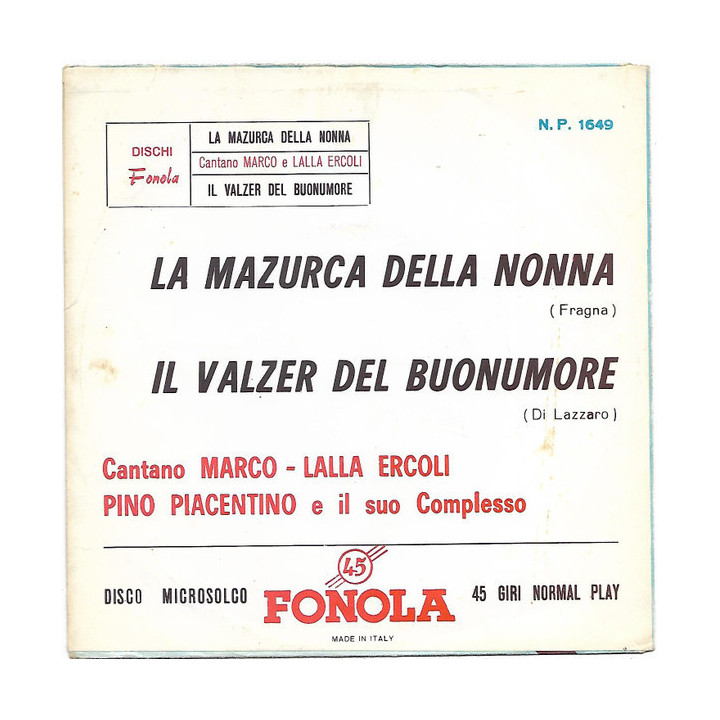 N. P. 1649
DISCHI
Fonola
LA MAZURCA DELLA NONNA
Cantano MARCO e LALLA ERCOLI
IL VALZER DEL BUONUMORE
LA MAZURCA DELLA NONNA
(Fragna)
IL VALZER DEL BUONUMORE
(Di Lazzaro)
Cantano MARCO - LALLA ERCOLI
PINO PIACENTINO e il suo Complesso
45
DISCO MICROSOLCO FONOLA 45 GIRI NORMAL PLAY
MADE IN ITALY